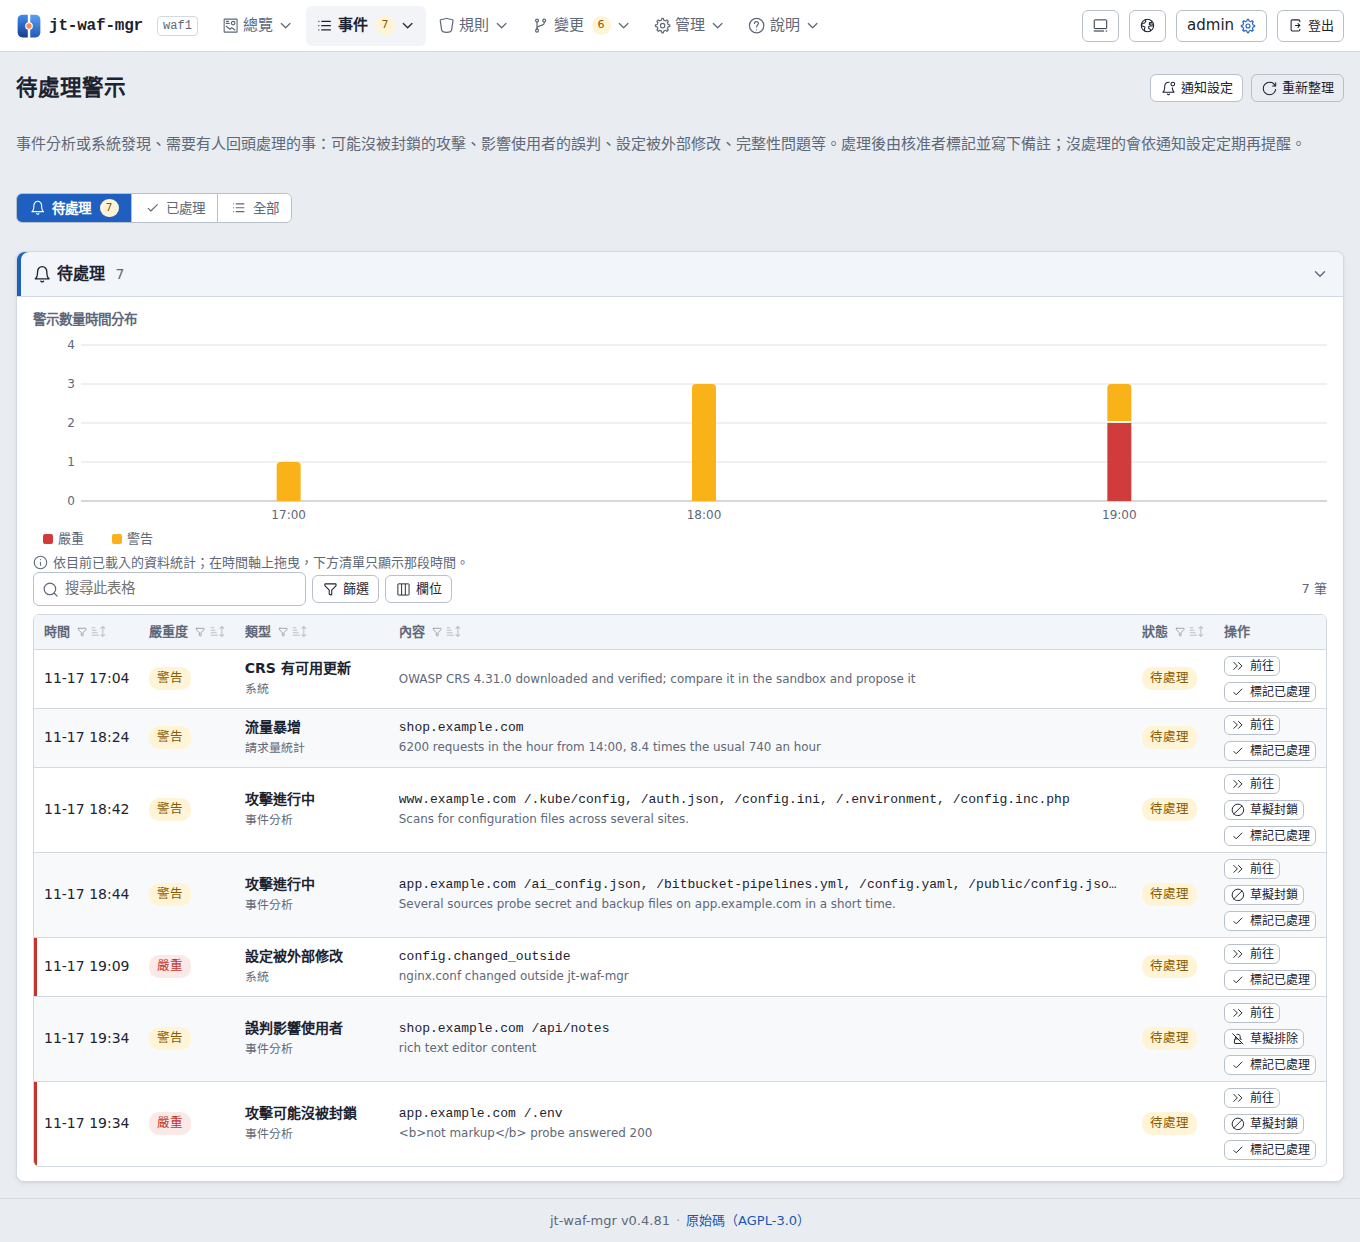 jt-waf-mgr waf1 總覽 事件 7 規則 變更 6 管理 說明 admin 登出
待處理警示 通知設定 重新整理
事件分析或系統發現、需要有人回頭處理的事：可能沒被封鎖的攻擊、影響使用者的誤判、設定被外部修改、完整性問題等。處理後由核准者標記並寫下備註；沒處理的會依通知設定定期再提醒。
待處理 7 已處理 全部
待處理 7
警示數量時間分布
4
3
2
1
0
17:00 18:00 19:00
嚴重 警告
依目前已載入的資料統計；在時間軸上拖曳，下方清單只顯示那段時間。
搜尋此表格 篩選 欄位 7 筆
時間 嚴重度 類型 內容 狀態 操作
11-17 17:04 警告 CRS 有可用更新 系統 OWASP CRS 4.31.0 downloaded and verified; compare it in the sandbox and propose it 待處理 前往 標記已處理
11-17 18:24 警告 流量暴增 請求量統計 shop.example.com 6200 requests in the hour from 14:00, 8.4 times the usual 740 an hour 待處理 前往 標記已處理
11-17 18:42 警告 攻擊進行中 事件分析 www.example.com /.kube/config, /auth.json, /config.ini, /.environment, /config.inc.php Scans for configuration files across several sites. 待處理 前往 草擬封鎖 標記已處理
11-17 18:44 警告 攻擊進行中 事件分析 app.example.com /ai_config.json, /bitbucket-pipelines.yml, /config.yaml, /public/config.jso… Several sources probe secret and backup files on app.example.com in a short time. 待處理 前往 草擬封鎖 標記已處理
11-17 19:09 嚴重 設定被外部修改 系統 config.changed_outside nginx.conf changed outside jt-waf-mgr 待處理 前往 標記已處理
11-17 19:34 警告 誤判影響使用者 事件分析 shop.example.com /api/notes rich text editor content 待處理 前往 草擬排除 標記已處理
11-17 19:34 嚴重 攻擊可能沒被封鎖 事件分析 app.example.com /.env <b>not markup</b> probe answered 200 待處理 前往 草擬封鎖 標記已處理
jt-waf-mgr v0.4.81 · 原始碼（AGPL-3.0）